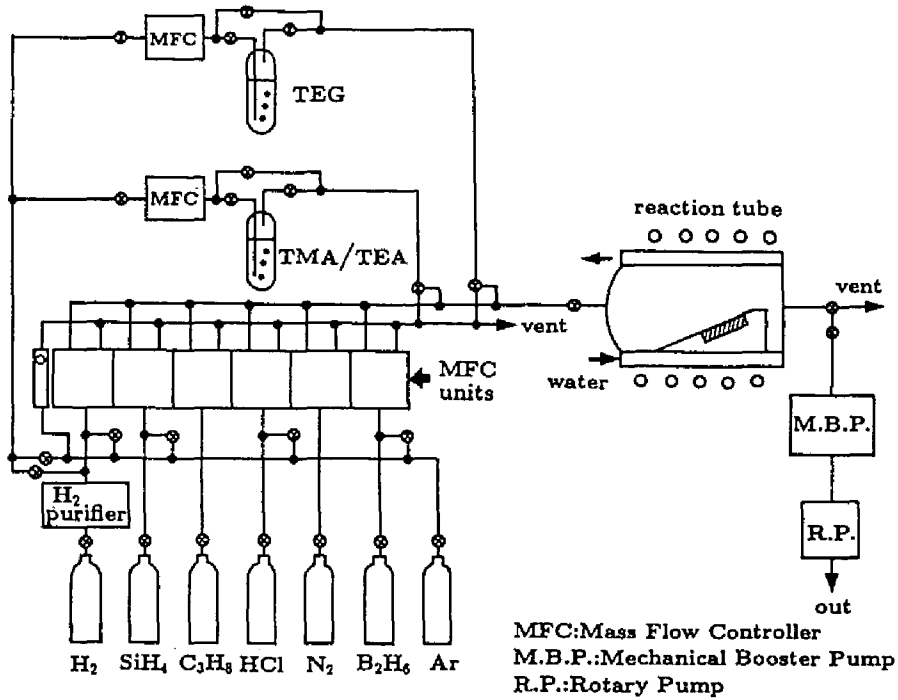 MFC
TEG
MFC
TMA/TEA
reaction tube
vent
vent
MFC
units
water
M.B.P.
H₂
purifier
R.P.
out
H₂ SiH₄ C₃H₈ HCl N₂ B₂H₆ Ar
MFC:Mass Flow Controller
M.B.P.:Mechanical Booster Pump
R.P.:Rotary Pump